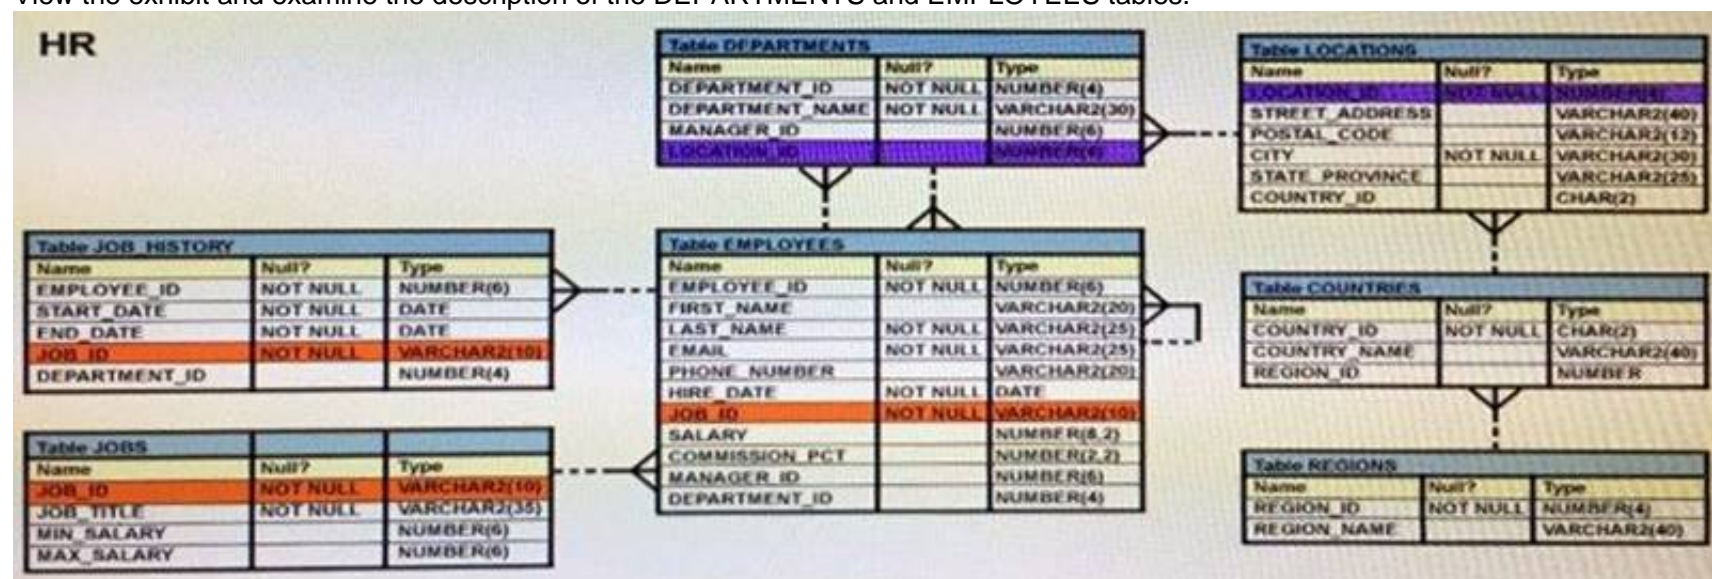 View the exhibit and examine the description of the DEPARTMENTS and EMPLOYEES tables.
HR
Table DEPARTMENTS
Name Null? Type
DEPARTMENT_ID NOT NULL NUMBER(4)
DEPARTMENT_NAME NOT NULL VARCHAR2(30)
MANAGER_ID NUMBER(6)
LOCATION_ID
Table LOCATIONS
Name Null? Type
LOCATION_ID NOT NULL NUMBER(4)
STREET_ADDRESS VARCHAR2(40)
POSTAL_CODE VARCHAR2(12)
CITY NOT NULL VARCHAR2(30)
STATE_PROVINCE VARCHAR2(25)
COUNTRY_ID CHAR(2)
Table JOB_HISTORY
Name Null? Type
EMPLOYEE_ID NOT NULL NUMBER(6)
START_DATE NOT NULL DATE
END_DATE NOT NULL DATE
JOB_ID NOT NULL VARCHAR2(10)
DEPARTMENT_ID NUMBER(4)
Table EMPLOYEES
Name Null? Type
EMPLOYEE_ID NOT NULL NUMBER(6)
FIRST_NAME VARCHAR2(20)
LAST_NAME NOT NULL VARCHAR2(25)
EMAIL NOT NULL VARCHAR2(25)
PHONE_NUMBER VARCHAR2(20)
HIRE_DATE NOT NULL DATE
JOB_ID NOT NULL VARCHAR2(10)
SALARY NUMBER(8,2)
COMMISSION_PCT NUMBER(2,2)
MANAGER_ID NUMBER(6)
DEPARTMENT_ID NUMBER(4)
Table COUNTRIES
Name Null? Type
COUNTRY_ID NOT NULL CHAR(2)
COUNTRY_NAME VARCHAR2(40)
REGION_ID NUMBER
Table JOBS
Name Null? Type
JOB_ID NOT NULL VARCHAR2(10)
JOB_TITLE NOT NULL VARCHAR2(35)
MIN_SALARY NUMBER(6)
MAX_SALARY NUMBER(6)
Table REGIONS
Name Null? Type
REGION_ID NOT NULL NUMBER(4)
REGION_NAME VARCHAR2(40)